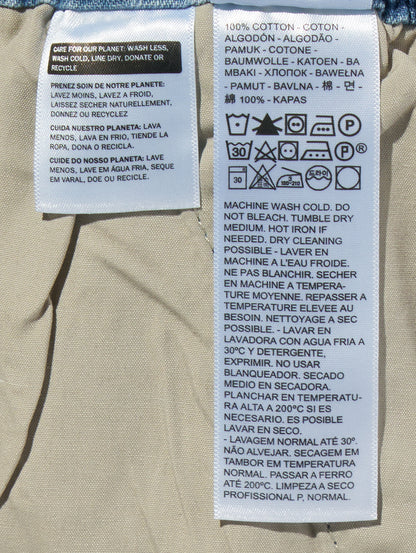 CARE FOR OUR PLANET: WASH LESS,
WASH COLD, LINE DRY, DONATE OR
RECYCLE
PRENEZ SOIN DE NOTRE PLANETE:
LAVEZ MOINS, LAVEZ A FROID,
LAISSEZ SECHER NATURELLEMENT,
DONNEZ OU RECYCLEZ
CUIDA NUESTRO PLANETA: LAVA
MENOS, LAVA EN FRIO, TIENDE LA
ROPA, DONA O RECICLA.
CUIDE DO NOSSO PLANETA: LAVE
MENOS, LAVE EM ÁGUA FRIA, SEQUE
EM VARAL, DOE OU RECICLE.
100% COTTON - COTON
ALGODÓN - ALGODÃO -
PAMUK - COTONE -
BAUMWOLLE - KATOEN - BA
MBAKI - ХЛОПОК - BAWEŁNA
- PAMUT - BAVLNA - 棉 - 면 -
綿 100% - KAPAS
P
30 P
30 180-210 드라이
MACHINE WASH COLD. DO
NOT BLEACH. TUMBLE DRY
MEDIUM. HOT IRON IF
NEEDED. DRY CLEANING
POSSIBLE - LAVER EN
MACHINE A L'EAU FROIDE.
NE PAS BLANCHIR. SECHER
EN MACHINE A TEMPERA-
TURE MOYENNE. REPASSER A
TEMPERATURE ELEVEE AU
BESOIN. NETTOYAGE A SEC
POSSIBLE. - LAVAR EN
LAVADORA CON AGUA FRIA A
30ºC Y DETERGENTE,
EXPRIMIR. NO USAR
BLANQUEADOR. SECADO
MEDIO EN SECADORA.
PLANCHAR EN TEMPERATU-
RA ALTA A 200°C SI ES
NECESARIO. ES POSIBLE
LAVAR EN SECO.
- LAVAGEM NORMAL ATÉ 30º.
NÃO ALVEJAR. SECAGEM EM
TAMBOR EM TEMPERATURA
NORMAL. PASSAR A FERRO
ATÉ 200ºC. LIMPEZA A SECO
PROFISSIONAL P, NORMAL.